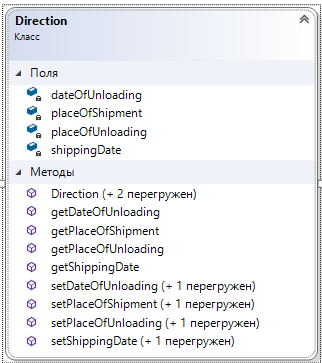 Direction
Класс
Поля
dateOfUnloading
placeOfShipment
placeOfUnloading
shippingDate
Методы
Direction (+ 2 перегружен)
getDateOfUnloading
getPlaceOfShipment
getPlaceOfUnloading
getShippingDate
setDateOfUnloading (+ 1 перегружен)
setPlaceOfShipment (+ 1 перегружен)
setPlaceOfUnloading (+ 1 перегружен)
setShippingDate (+ 1 перегружен)